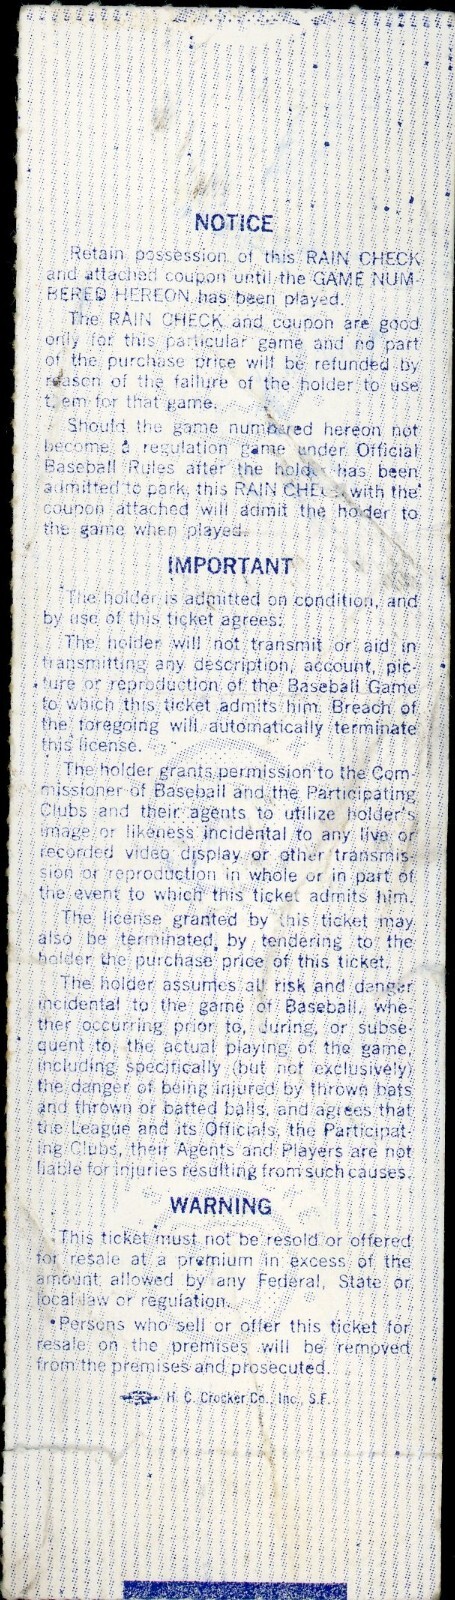 NOTICE
Retain possession of this RAIN CHECK
and attached coupon until the GAME NUM-
BERED HEREON has been played.
The RAIN CHECK and coupon are good
only for this particular game and no part
of the purchase price will be refunded by
reason of the failure of the holder to use
them for that game.
Should the game numbered hereon not
become a regulation game under Official
Baseball Rules after the holder has been
admitted to park, this RAIN CHECK with the
coupon attached will admit the holder to
the game when played.
IMPORTANT
The holder is admitted on condition, and
by use of this ticket agrees:
The holder will not transmit or aid in
transmitting any description, account, pic-
ture or reproduction of the Baseball Game
to which this ticket admits him. Breach of
the foregoing will automatically terminate
this license.
The holder grants permission to the Com-
missioner of Baseball and the Participating
Clubs and their agents to utilize holder's
image or likeness incidental to any live or
recorded video display or other transmis-
sion or reproduction in whole or in part of
the event to which this ticket admits him.
The license granted by this ticket may
also be terminated by tendering to the
holder the purchase price of this ticket.
The holder assumes all risk and danger
incidental to the game of Baseball, whe-
ther occurring prior to, during, or subse-
quent to, the actual playing of the game,
including specifically (but not exclusively)
the danger of being injured by thrown bats
and thrown or batted balls, and agrees that
the League and its Officials, the Participat-
ing Clubs, their Agents and Players are not
liable for injuries resulting from such causes.
WARNING
•This ticket must not be resold or offered
for resale at a premium in excess of the
amount allowed by any Federal, State or
local law or regulation.
•Persons who sell or offer this ticket for
resale on the premises will be removed
from the premises and prosecuted.
H. C. Crocker Co., Inc. S.F.